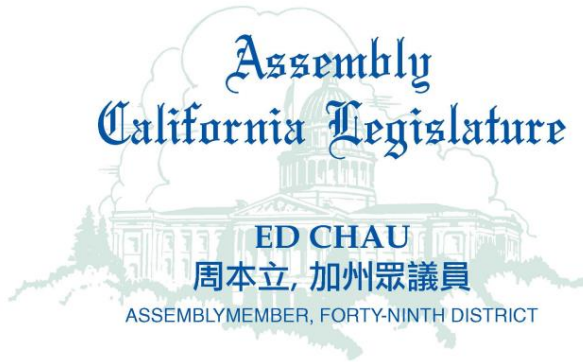 Assembly
California Legislature
ED CHAU
周本立, 加州眾議員
ASSEMBLYMEMBER, FORTY-NINTH DISTRICT